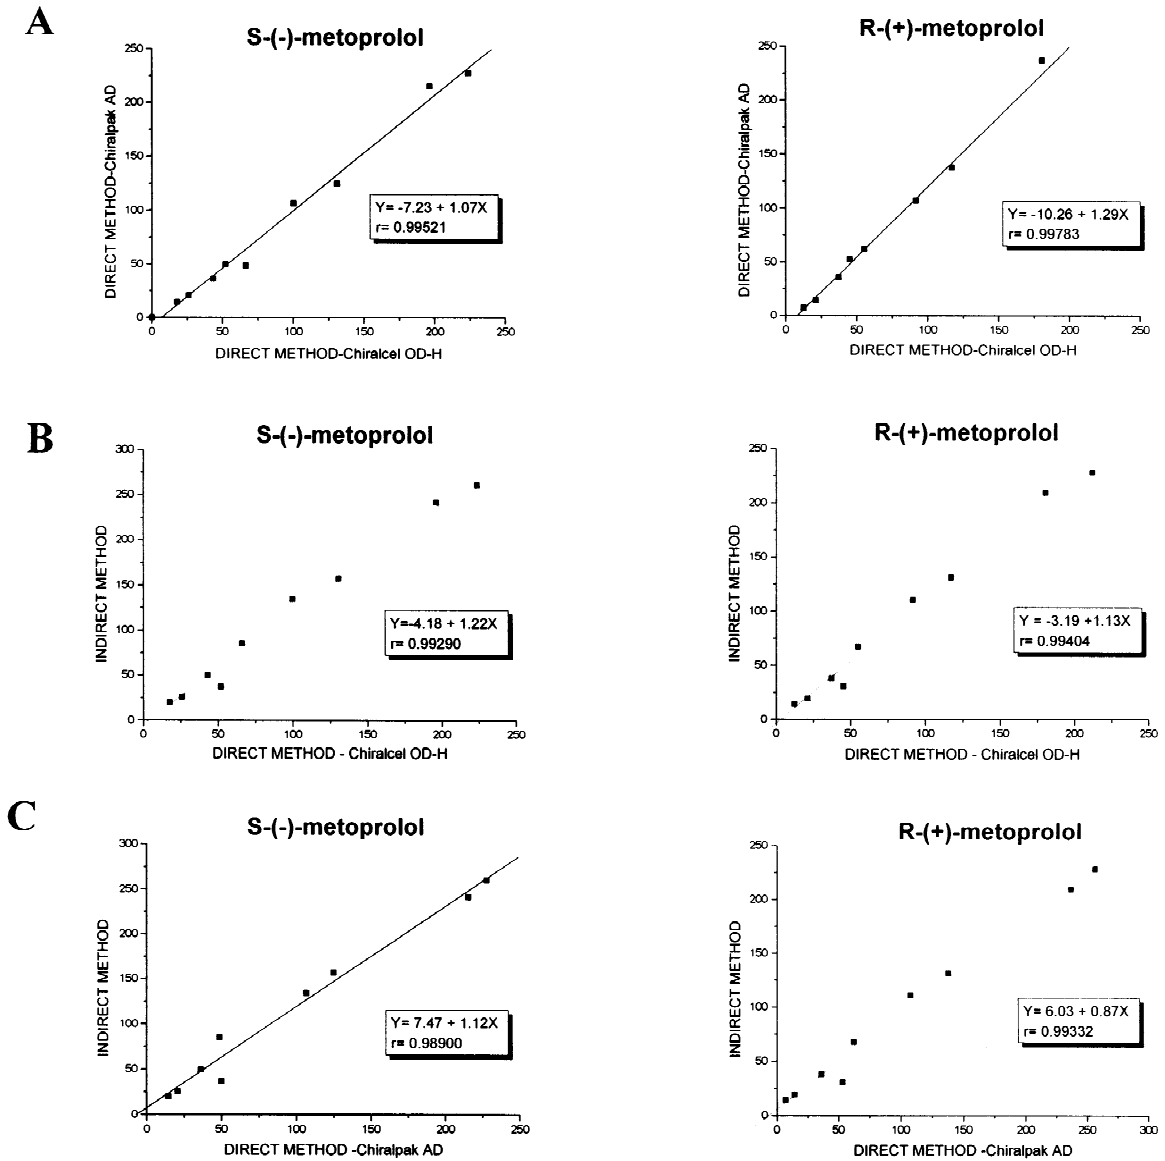 A
S-(-)-metoprolol
R-(+)-metoprolol
250
200
150
100
50
0
DIRECT METHOD-Chiralpak AD
Y= -7.23 + 1.07X
r= 0.99521
0 50 100 150 200 250
DIRECT METHOD-Chiralcel OD-H
250
200
150
100
50
0
DIRECT METHOD-Chiralpak AD
Y= -10.26 + 1.29X
r= 0.99783
0 50 100 150 200 250
DIRECT METHOD-Chiralcel OD-H
B
S-(-)-metoprolol
R-(+)-metoprolol
300
250
200
150
100
50
0
INDIRECT METHOD
Y=-4.18 + 1.22X
r= 0.99290
0 50 100 150 200 250
DIRECT METHOD - Chiralcel OD-H
250
200
150
100
50
0
INDIRECT METHOD
Y = -3.19 +1.13X
r= 0.99404
0 50 100 150 200 250
DIRECT METHOD - Chiralcel OD-H
C
S-(-)-metoprolol
R-(+)-metoprolol
300
250
200
150
100
50
0
INDIRECT METHOD
Y= 7.47 + 1.12X
r= 0.98900
0 50 100 150 200 250
DIRECT METHOD -Chiralpak AD
250
200
150
100
50
0
INDIRECT METHOD
Y= 6.03 + 0.87X
r= 0.99332
0 50 100 150 200 250 300
DIRECT METHOD -Chiralpak AD